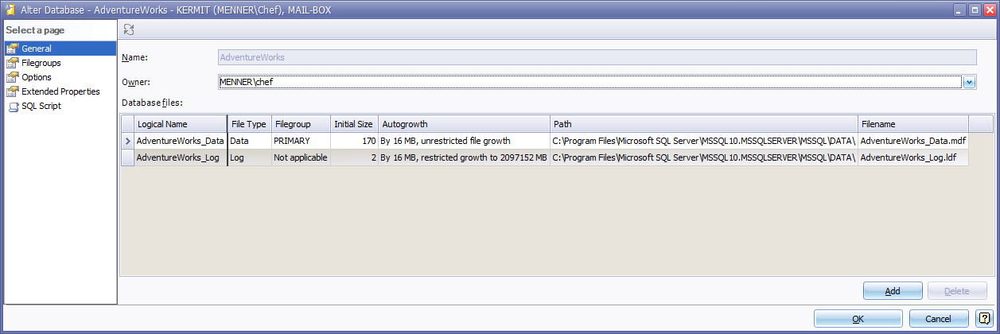 Alter Database - AdventureWorks - KERMIT (MENNER\Chef), MAIL-BOX
Select a page
General
Filegroups
Options
Extended Properties
SQL Script
Name: AdventureWorks
Owner: MENNER\chef
Database files:
Logical Name File Type Filegroup Initial Size Autogrowth Path Filename
AdventureWorks_Data Data PRIMARY 170 By 16 MB, unrestricted file growth C:\Program Files\Microsoft SQL Server\MSSQL10.MSSQLSERVER\MSSQL\DATA\ AdventureWorks_Data.mdf
AdventureWorks_Log Log Not applicable 2 By 16 MB, restricted growth to 2097152 MB C:\Program Files\Microsoft SQL Server\MSSQL10.MSSQLSERVER\MSSQL\DATA\ AdventureWorks_Log.ldf
Add Delete
OK Cancel ?